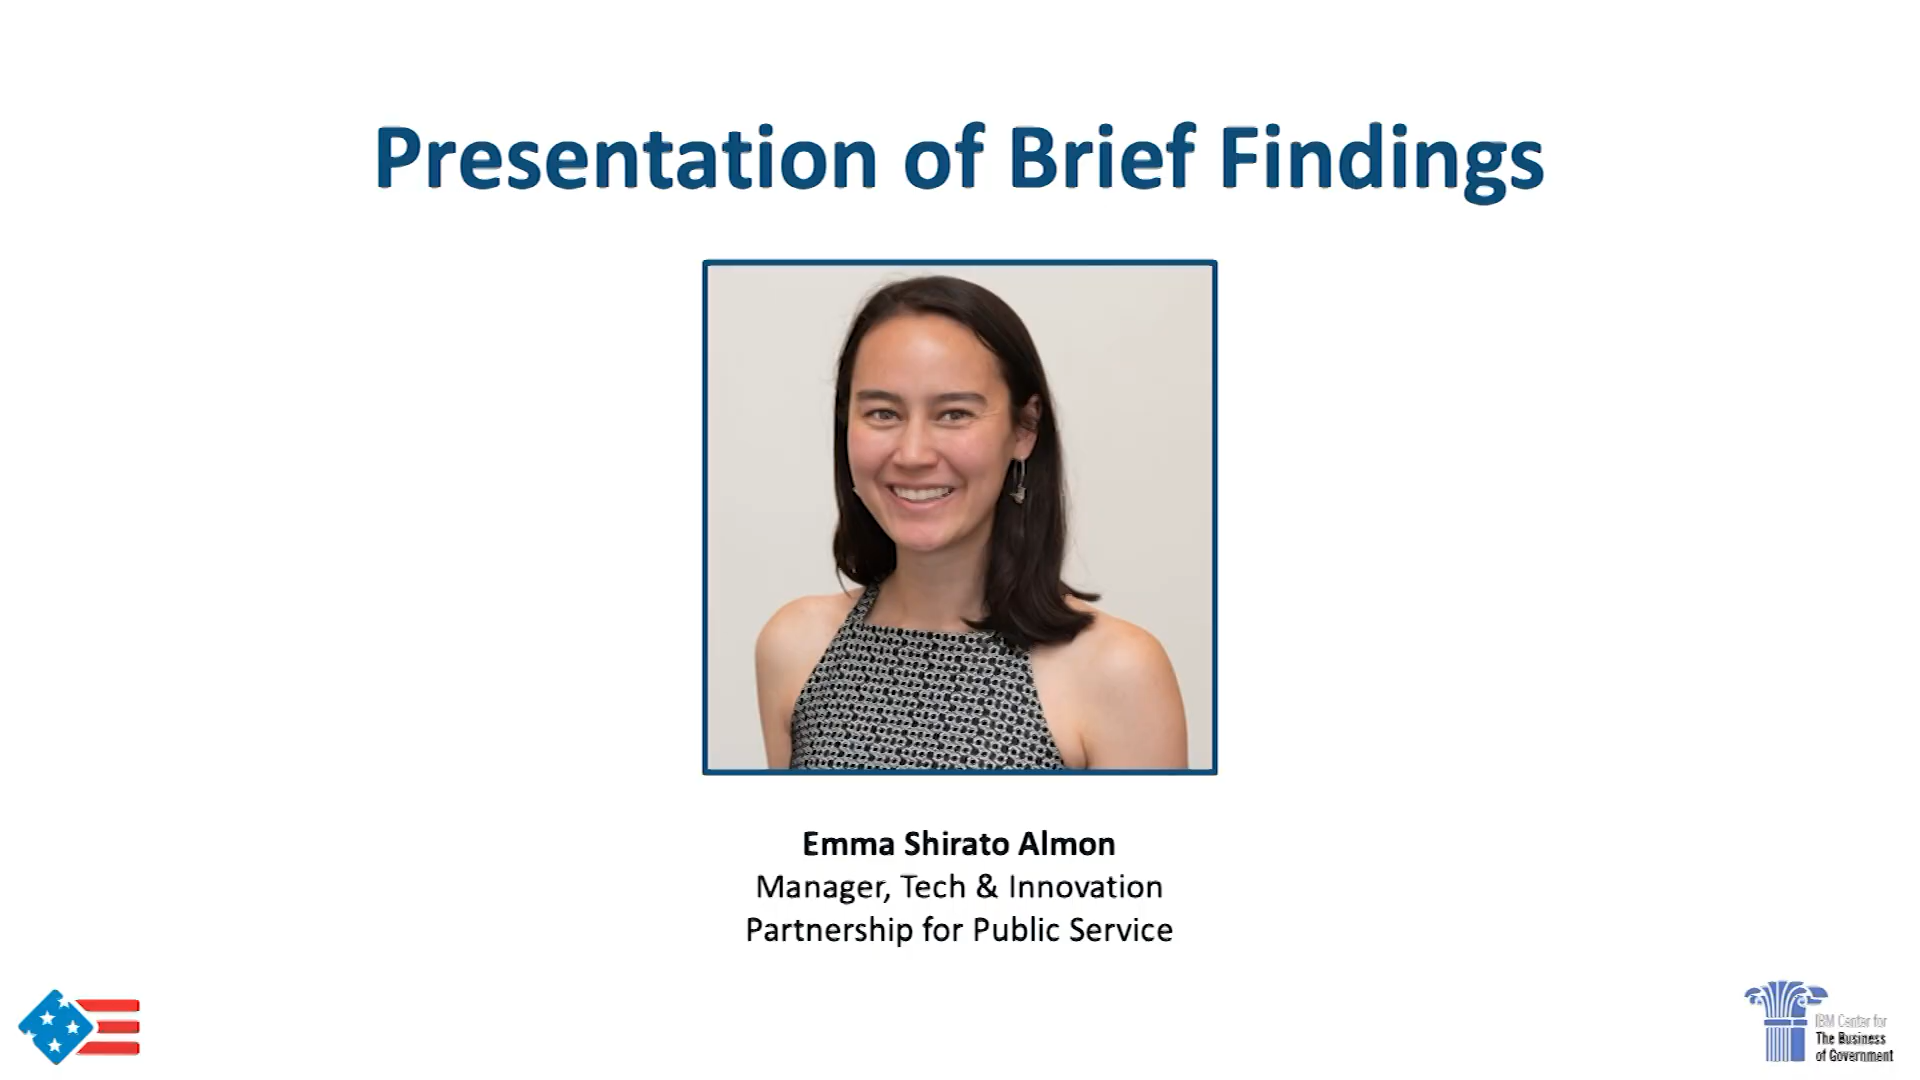 Presentation of Brief Findings
Emma Shirato Almon
Manager, Tech & Innovation
Partnership for Public Service
IBM Center for
The Business
of Government